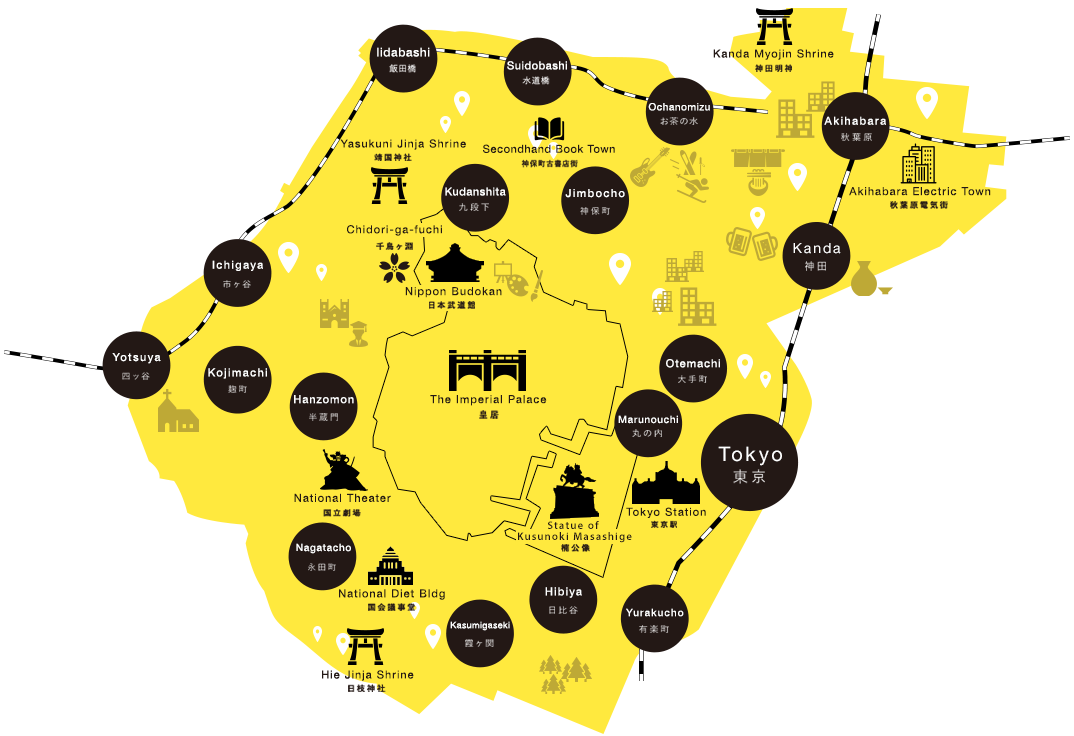 Kanda Myojin Shrine
神田明神
Iidabashi
飯田橋
Suidobashi
水道橋
Ochanomizu
お茶の水
Akihabara
秋葉原
Yasukuni Jinja Shrine
靖国神社
Secondhand Book Town
神保町古書店街
Akihabara Electric Town
秋葉原電気街
Kudanshita
九段下
Jimbocho
神保町
Chidori-ga-fuchi
千鳥ヶ淵
Kanda
神田
Ichigaya
市ヶ谷
Nippon Budokan
日本武道館
Yotsuya
四ッ谷
Kojimachi
麹町
Otemachi
大手町
Hanzomon
半蔵門
The Imperial Palace
皇居
Marunouchi
丸の内
Tokyo
東京
National Theater
国立劇場
Statue of
Kusunoki Masashige
楠公像
Tokyo Station
東京駅
Nagatacho
永田町
National Diet Bldg
国会議事堂
Hibiya
日比谷
Yurakucho
有楽町
Kasumigaseki
霞ヶ関
Hie Jinja Shrine
日枝神社